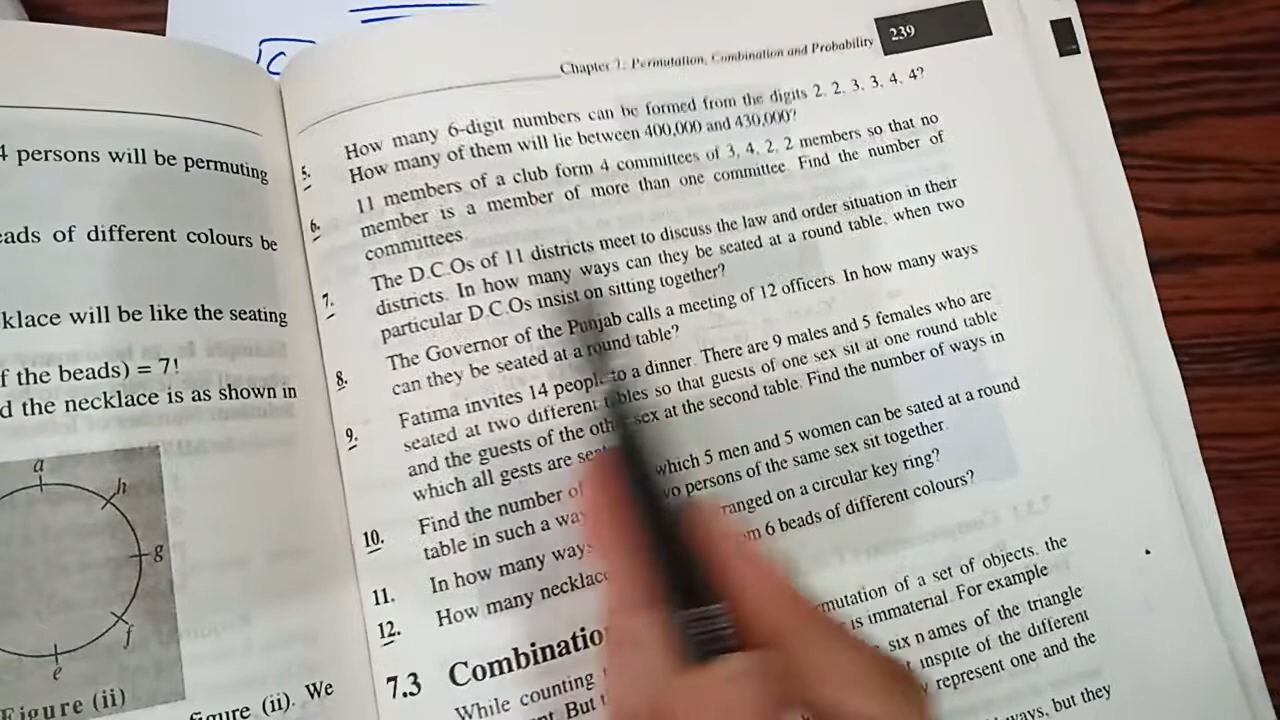 4 persons will be permuting
eads of different colours be
klace will be like the seating
f the beads) = 7!
d the necklace is as shown in
a
h
g
f
e
Figure (ii)
figure (ii). We
C
Chapter 7. Permutation, Combination and Probability 239
5. How many 6-digit numbers can be formed from the digits 2, 2, 3, 3, 4, 4?
How many of them will lie between 400,000 and 430,000?
6. 11 members of a club form 4 committees of 3, 4, 2, 2 members so that no
member is a member of more than one committee. Find the number of
committees.
7. The D.C.Os of 11 districts meet to discuss the law and order situation in their
districts. In how many ways can they be seated at a round table, when two
particular D.C.Os insist on sitting together?
8. The Governor of the Punjab calls a meeting of 12 officers. In how many ways
can they be seated at a round table?
9. Fatima invites 14 people to a dinner. There are 9 males and 5 females who are
seated at two different tables so that guests of one sex sit at one round table
and the guests of the oth sex at the second table. Find the number of ways in
which all gests are sea
10. Find the number of which 5 men and 5 women can be sated at a round
table in such a wa wo persons of the same sex sit together.
11. In how many ways ranged on a circular key ring?
12. How many necklac om 6 beads of different colours?
7.3 Combinatio
While counting mutation of a set of objects, the
nt. But t is immaterial. For example
six n ames of the triangle
inspite of the different
y represent one and the
ways, but they